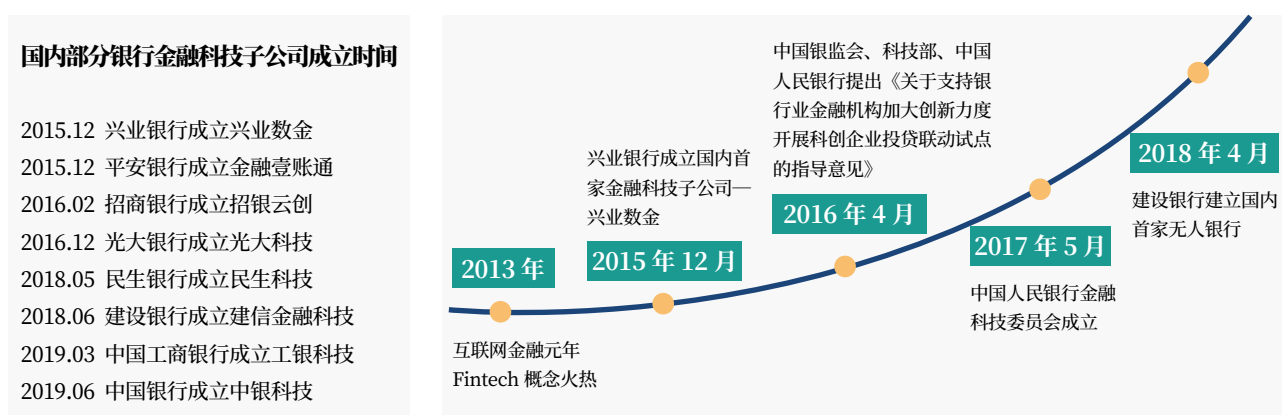 国内部分银行金融科技子公司成立时间
2015.12 兴业银行成立兴业数金
2015.12 平安银行成立金融壹账通
2016.02 招商银行成立招银云创
2016.12 光大银行成立光大科技
2018.05 民生银行成立民生科技
2018.06 建设银行成立建信金融科技
2019.03 中国工商银行成立工银科技
2019.06 中国银行成立中银科技
2013 年
互联网金融元年
Fintech 概念火热
兴业银行成立国内首
家金融科技子公司—
兴业数金
2015 年 12 月
中国银监会、科技部、中国
人民银行提出《关于支持银
行业金融机构加大创新力度
开展科创企业投贷联动试点
的指导意见》
2016 年 4 月
2017 年 5 月
中国人民银行金融
科技委员会成立
2018 年 4 月
建设银行建立国内
首家无人银行